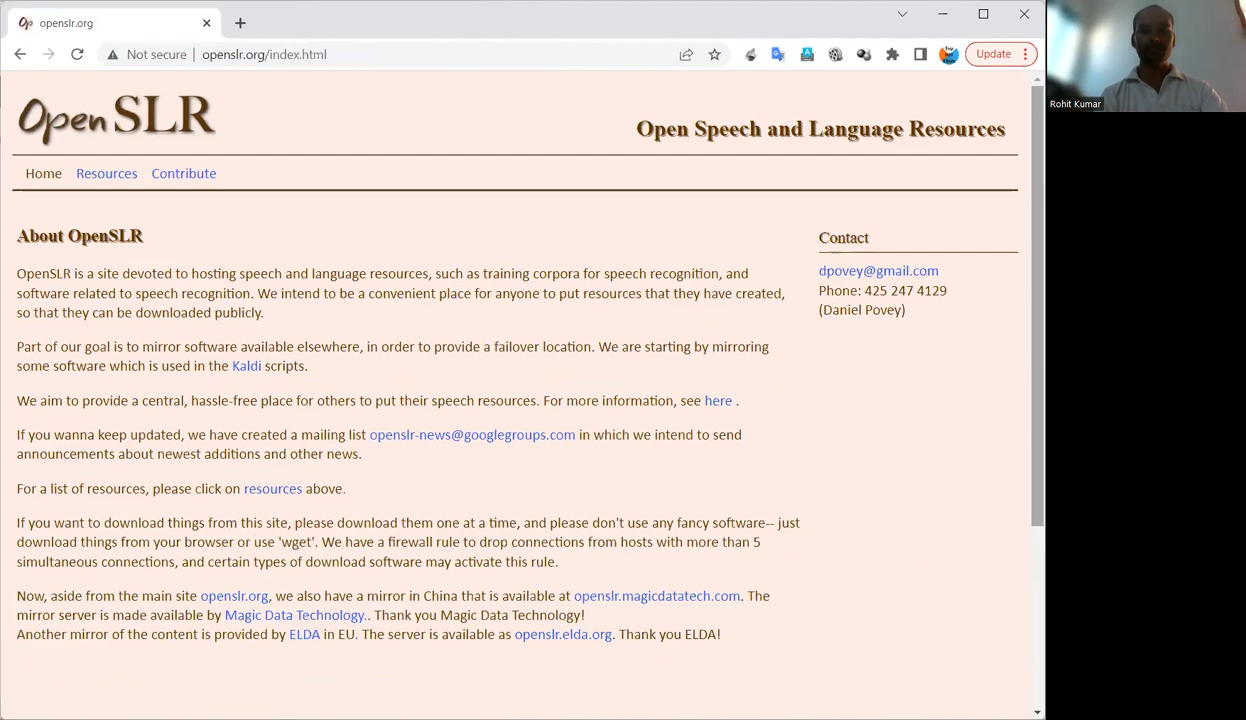 openslr.org
Not secure openslr.org/index.html
Update
Rohit Kumar
Open SLR
Open Speech and Language Resources
Home Resources Contribute
About OpenSLR
OpenSLR is a site devoted to hosting speech and language resources, such as training corpora for speech recognition, and
software related to speech recognition. We intend to be a convenient place for anyone to put resources that they have created,
so that they can be downloaded publicly.
Part of our goal is to mirror software available elsewhere, in order to provide a failover location. We are starting by mirroring
some software which is used in the Kaldi scripts.
We aim to provide a central, hassle-free place for others to put their speech resources. For more information, see here .
If you wanna keep updated, we have created a mailing list openslr-news@googlegroups.com in which we intend to send
announcements about newest additions and other news.
For a list of resources, please click on resources above.
If you want to download things from this site, please download them one at a time, and please don't use any fancy software-- just
download things from your browser or use 'wget'. We have a firewall rule to drop connections from hosts with more than 5
simultaneous connections, and certain types of download software may activate this rule.
Now, aside from the main site openslr.org, we also have a mirror in China that is available at openslr.magicdatatech.com. The
mirror server is made available by Magic Data Technology.. Thank you Magic Data Technology!
Another mirror of the content is provided by ELDA in EU. The server is available as openslr.elda.org. Thank you ELDA!
Contact
dpovey@gmail.com
Phone: 425 247 4129
(Daniel Povey)